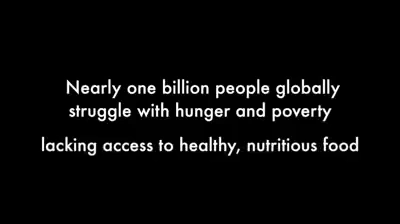 Nearly one billion people globally
struggle with hunger and poverty
lacking access to healthy, nutritious food